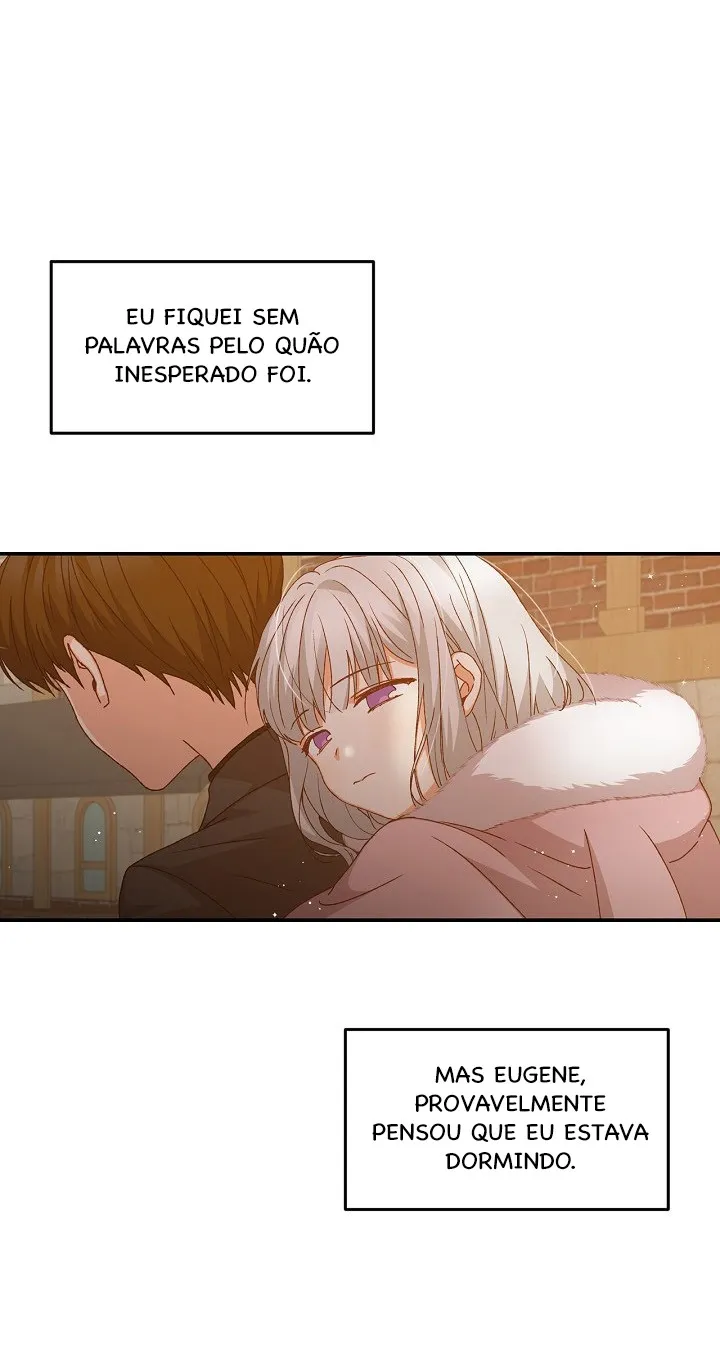 EU FIQUEI SEM
PALAVRAS PELO QUÃO
INESPERADO FOI.
MAS EUGENE,
PROVAVELMENTE
PENSOU QUE EU ESTAVA
DORMINDO.